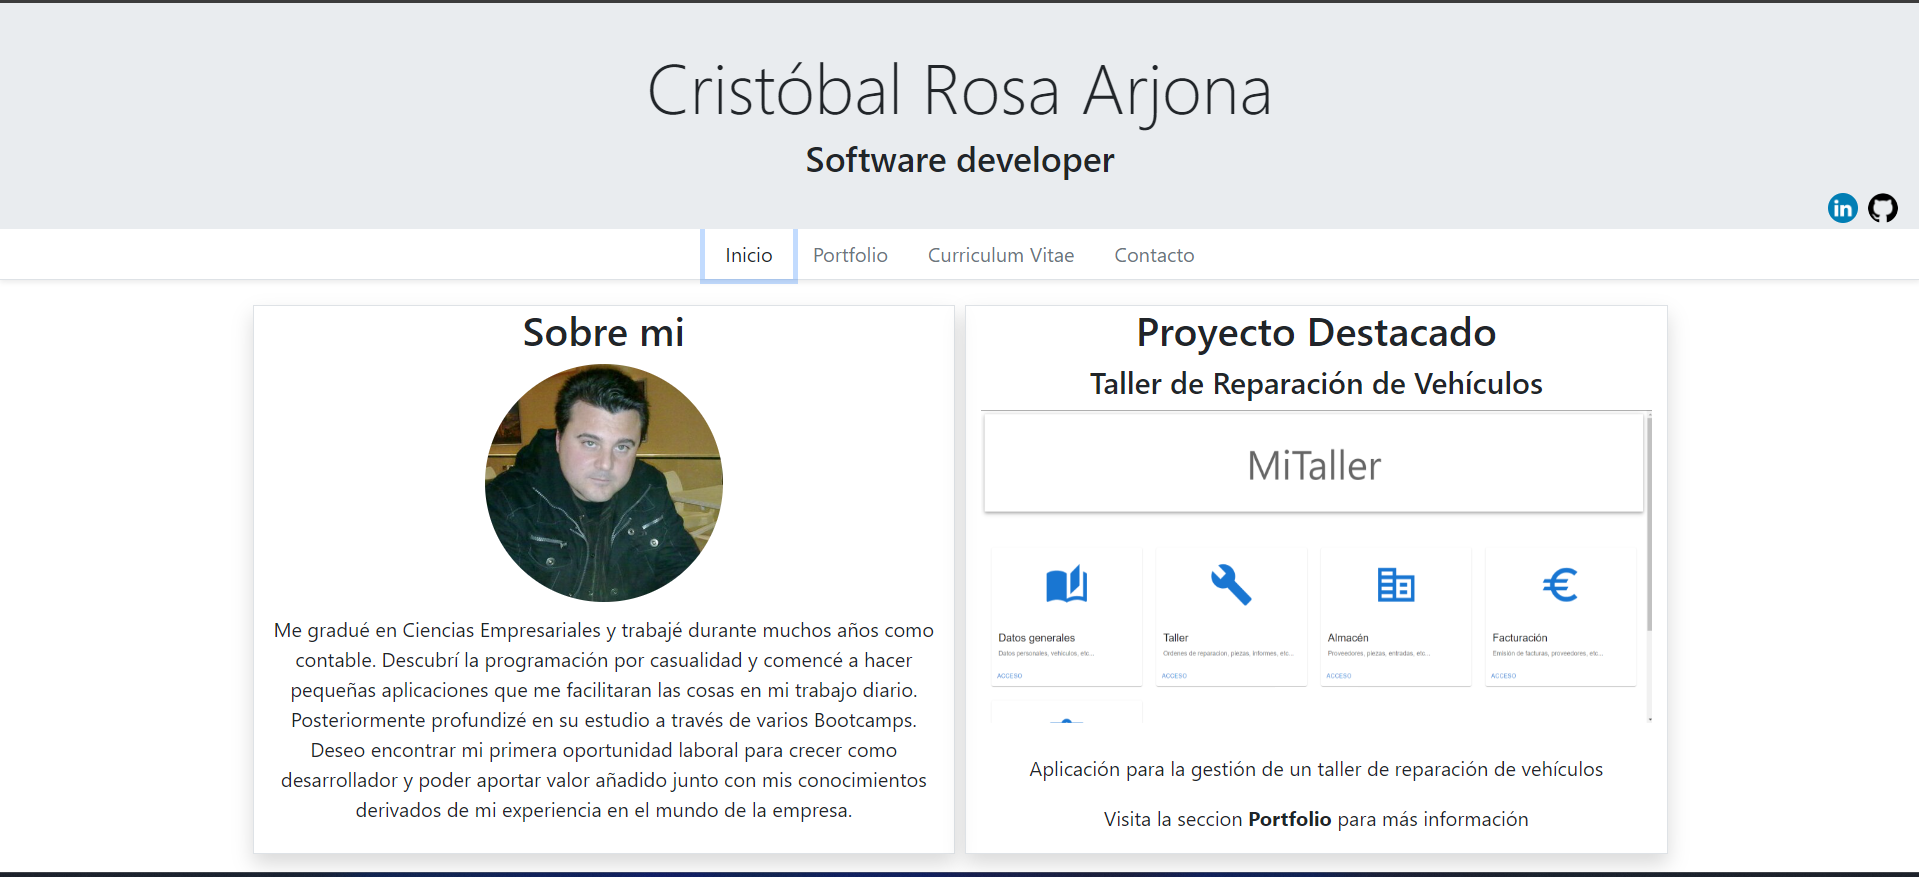 Cristóbal Rosa Arjona
Software developer
in
Inicio Portfolio Curriculum Vitae Contacto
Sobre mi
Me gradué en Ciencias Empresariales y trabajé durante muchos años como
contable. Descubrí la programación por casualidad y comencé a hacer
pequeñas aplicaciones que me facilitaran las cosas en mi trabajo diario.
Posteriormente profundizé en su estudio a través de varios Bootcamps.
Deseo encontrar mi primera oportunidad laboral para crecer como
desarrollador y poder aportar valor añadido junto con mis conocimientos
derivados de mi experiencia en el mundo de la empresa.
Proyecto Destacado
Taller de Reparación de Vehículos
MiTaller
Datos generales
Datos personales, vehículos, etc...
ACCESO
Taller
Ordenes de reparacion, piezas, informes, etc...
ACCESO
Almacén
Proveedores, piezas, entradas, etc...
ACCESO
Facturación
Emisión de facturas, proveedores, etc...
ACCESO
Aplicación para la gestión de un taller de reparación de vehículos
Visita la seccion Portfolio para más información